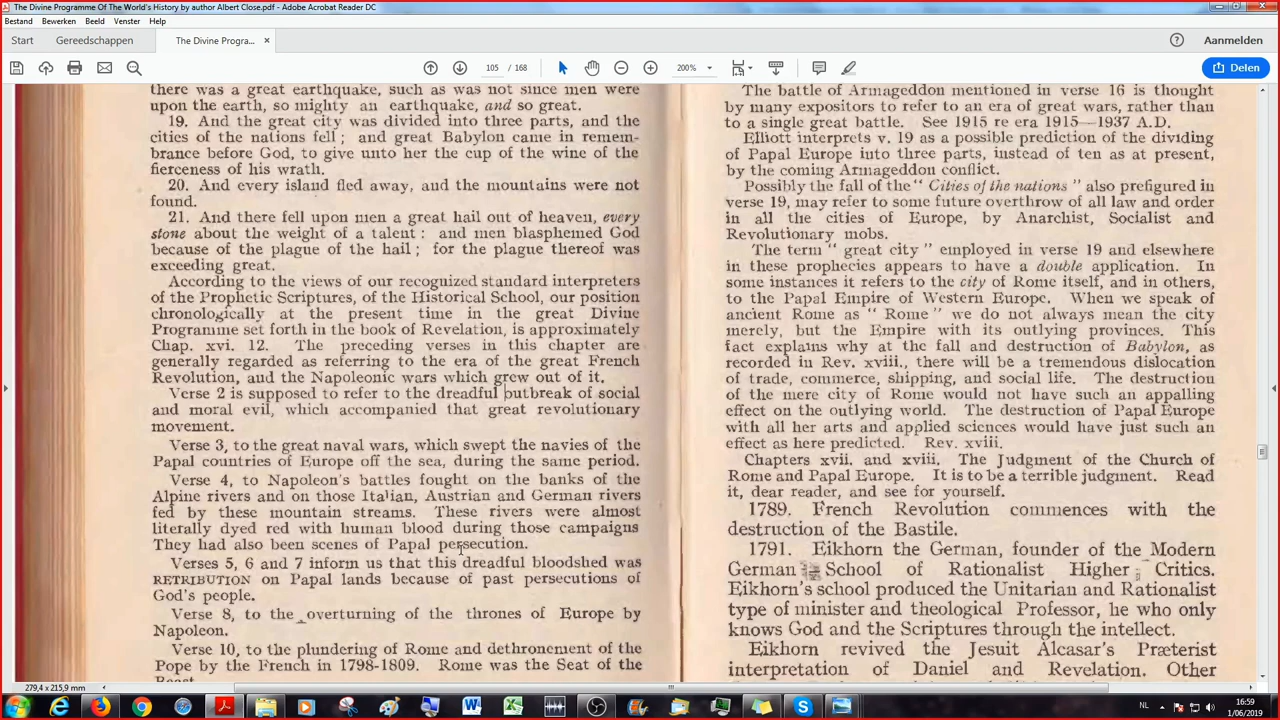 The Divine Programme Of The World's History by author Albert Close.pdf - Adobe Acrobat Reader DC
Bestand Bewerken Beeld Venster Help
Start Gereedschappen The Divine Progra... × Aanmelden
105 / 168 200% Delen
there was a great earthquake, such as was not since men were
upon the earth, so mighty an earthquake, and so great.
19. And the great city was divided into three parts, and the
cities of the nations fell ; and great Babylon came in remem-
brance before God, to give unto her the cup of the wine of the
fierceness of his wrath.
20. And every island fled away, and the mountains were not
found.
21. And there fell upon men a great hail out of heaven, every
stone about the weight of a talent : and men blasphemed God
because of the plague of the hail ; for the plague thereof was
exceeding great.
According to the views of our recognized standard interpreters
of the Prophetic Scriptures, of the Historical School, our position
chronologically at the present time in the great Divine
Programme set forth in the book of Revelation, is approximately
Chap. xvi. 12. The preceding verses in this chapter are
generally regarded as referring to the era of the great French
Revolution, and the Napoleonic wars which grew out of it.
Verse 2 is supposed to refer to the dreadful outbreak of social
and moral evil, which accompanied that great revolutionary
movement.
Verse 3, to the great naval wars, which swept the navies of the
Papal countries of Europe off the sea, during the same period.
Verse 4, to Napoleon's battles fought on the banks of the
Alpine rivers and on those Italian, Austrian and German rivers
fed by these mountain streams. These rivers were almost
literally dyed red with human blood during those campaigns
They had also been scenes of Papal persecution.
Verses 5, 6 and 7 inform us that this dreadful bloodshed was
RETRIBUTION on Papal lands because of past persecutions of
God's people.
Verse 8, to the overturning of the thrones of Europe by
Napoleon.
Verse 10, to the plundering of Rome and dethronement of the
Pope by the French in 1798-1809. Rome was the Seat of the
Beast.
The battle of Armageddon mentioned in verse 16 is thought
by many expositors to refer to an era of great wars, rather than
to a single great battle. See 1915 re era 1915—1937 A.D.
Elliott interprets v. 19 as a possible prediction of the dividing
of Papal Europe into three parts, instead of ten as at present,
by the coming Armageddon conflict.
Possibly the fall of the " Cities of the nations " also prefigured in
verse 19, may refer to some future overthrow of all law and order
in all the cities of Europe, by Anarchist, Socialist and
Revolutionary mobs.
The term " great city " employed in verse 19 and elsewhere
in these prophecies appears to have a double application. In
some instances it refers to the city of Rome itself, and in others,
to the Papal Empire of Western Europe. When we speak of
ancient Rome as " Rome " we do not always mean the city
merely, but the Empire with its outlying provinces. This
fact explains why at the fall and destruction of Babylon, as
recorded in Rev. xviii., there will be a tremendous dislocation
of trade, commerce, shipping, and social life. The destruction
of the mere city of Rome would not have such an appalling
effect on the outlying world. The destruction of Papal Europe
with all her arts and applied sciences would have just such an
effect as here predicted. Rev. xviii.
Chapters xvii. and xviii. The Judgment of the Church of
Rome and Papal Europe. It is to be a terrible judgment. Read
it, dear reader, and see for yourself.
1789. French Revolution commences with the
destruction of the Bastile.
1791. Eikhorn the German, founder of the Modern
German School of Rationalist Higher Critics.
Eikhorn's school produced the Unitarian and Rationalist
type of minister and theological Professor, he who only
knows God and the Scriptures through the intellect.
Eikhorn revived the Jesuit Alcasar's Præterist
interpretation of Daniel and Revelation. Other
279,4 x 215,9 mm
NL 16:59
1/06/2019